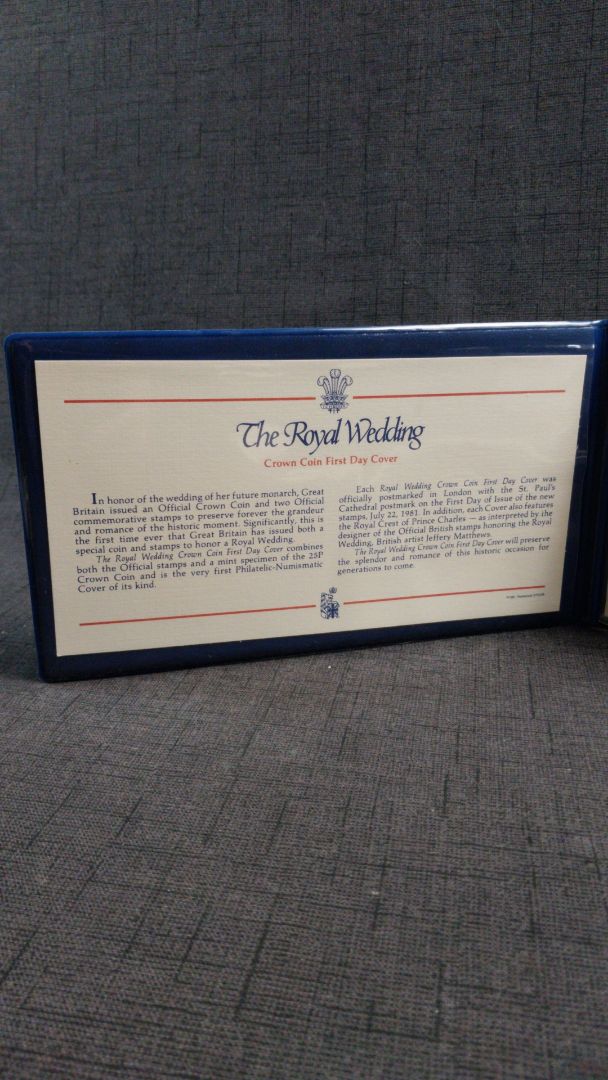 The Royal Wedding
Crown Coin First Day Cover
In honor of the wedding of her future monarch, Great
Britain issued an Official Crown Coin and two Official
commemorative stamps to preserve forever the grandeur
and romance of the historic moment. Significantly, this is
the first time ever that Great Britain has issued both a
special coin and stamps to honor a Royal Wedding.
The Royal Wedding Crown Coin First Day Cover combines
both the Official stamps and a mint specimen of the 25P
Crown Coin and is the very first Philatelic-Numismatic
Cover of its kind.
Each Royal Wedding Crown Coin First Day Cover was
officially postmarked in London with the St. Paul's
Cathedral postmark on the First Day of Issue of the new
stamps, July 22, 1981. In addition, each Cover also features
the Royal Crest of Prince Charles — as interpreted by the
designer of the Official British stamps honoring the Royal
Wedding, British artist Jeffery Matthews.
The Royal Wedding Crown Coin First Day Cover will preserve
the splendor and romance of this historic occasion for
generations to come.